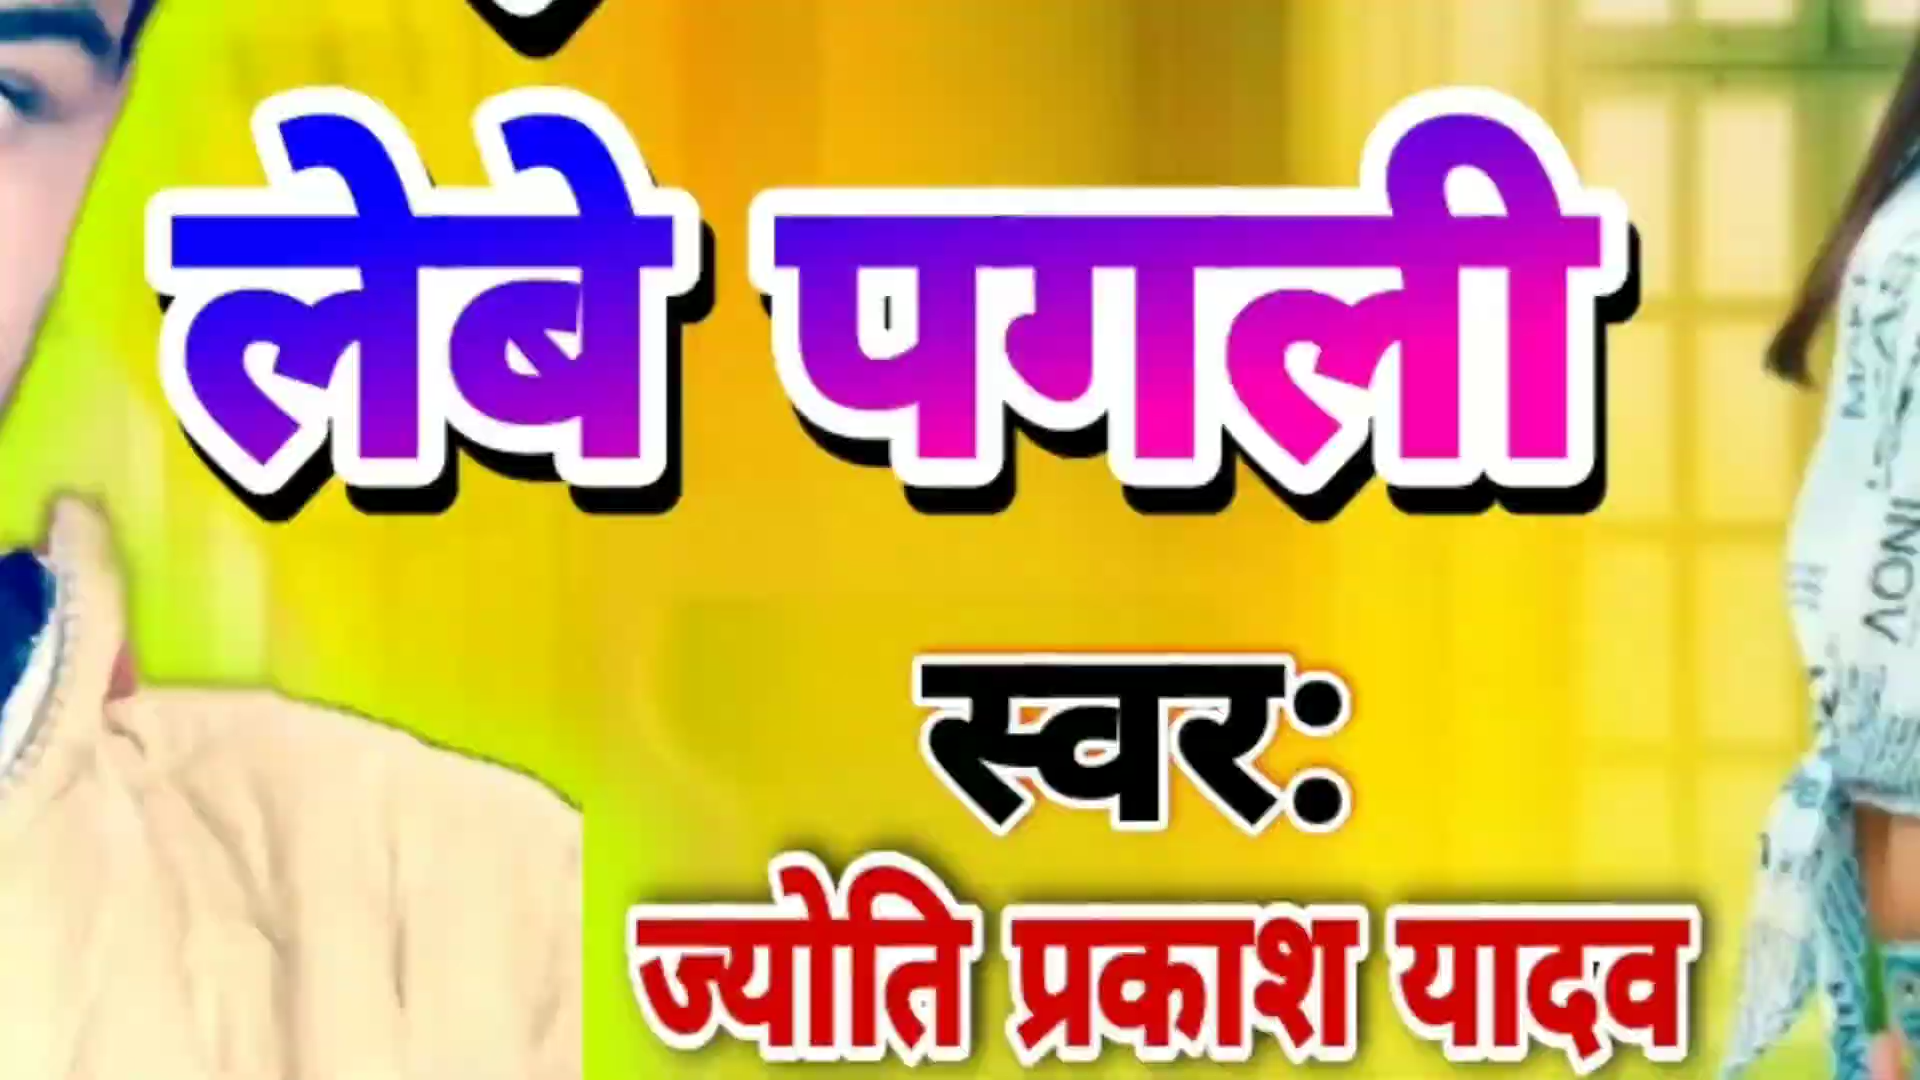 लेबे पगली
स्वरः
ज्योति प्रकाश यादव